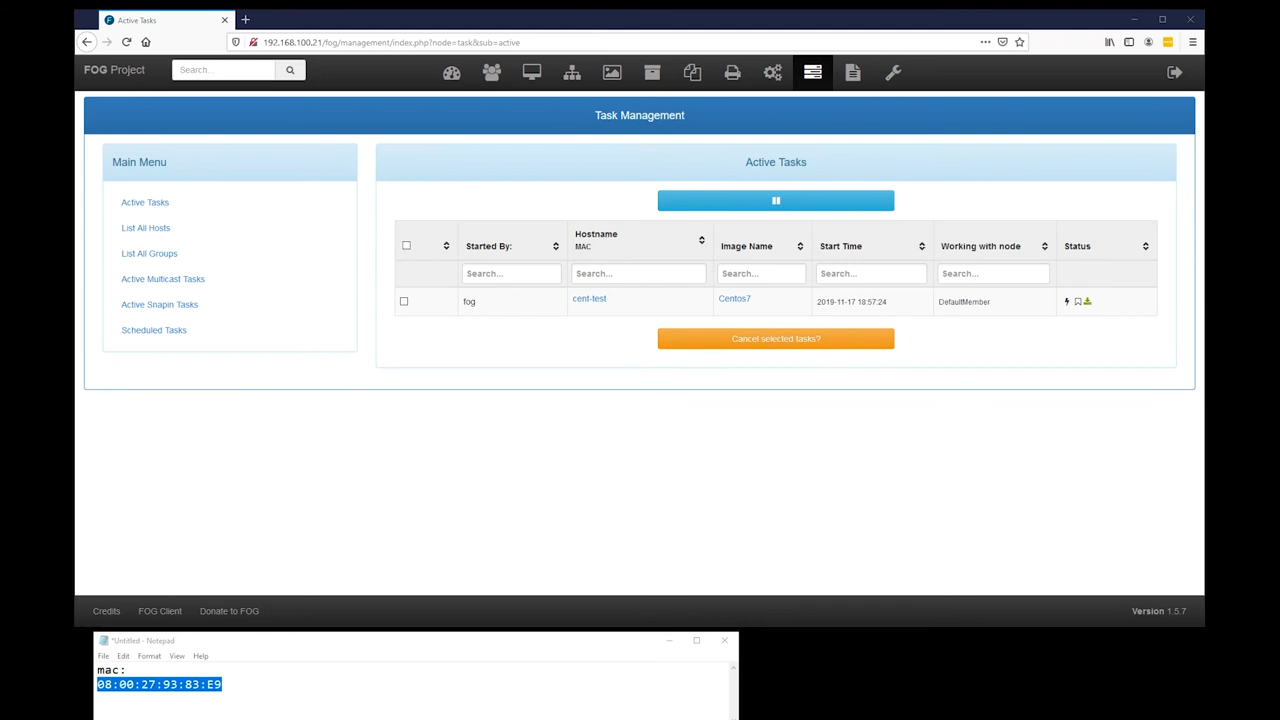 Active Tasks
192.168.100.21/fog/management/index.php?node=task&sub=active
FOG Project
Search...
Task Management
Main Menu
Active Tasks
List All Hosts
List All Groups
Active Multicast Tasks
Active Snapin Tasks
Scheduled Tasks
Active Tasks
Started By:
Hostname
MAC
Image Name
Start Time
Working with node
Status
Search...
Search...
Search...
Search...
Search...
fog
cent-test
Centos7
2019-11-17 18:57:24
DefaultMember
Cancel selected tasks?
Credits
FOG Client
Donate to FOG
Version 1.5.7
*Untitled - Notepad
File Edit Format View Help
mac:
08:00:27:93:83:E9